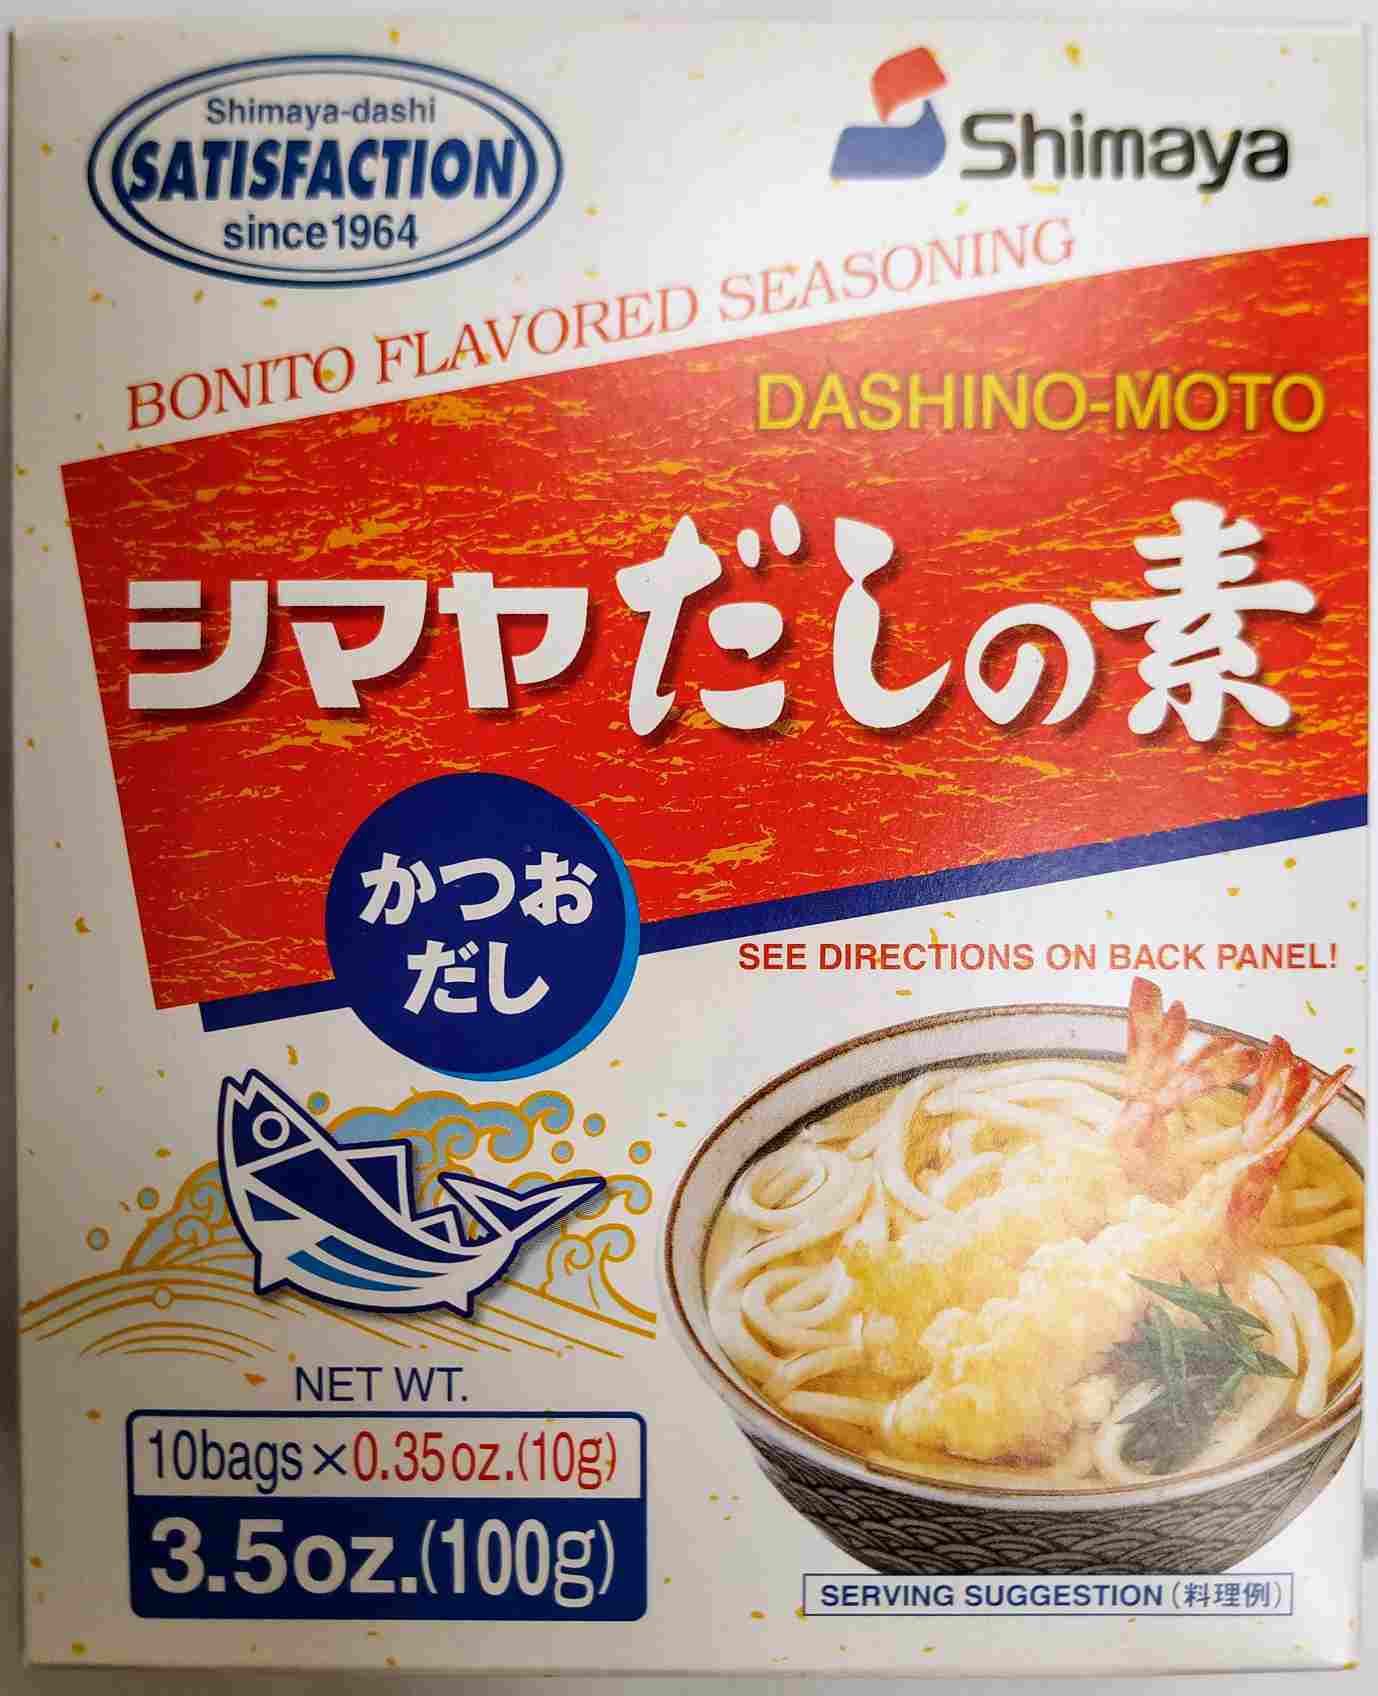 Shimaya-dashi
SATISFACTION
since1964
Shimaya
BONITO FLAVORED SEASONING
DASHINO-MOTO
シマヤだしの素
かつお
だし
SEE DIRECTIONS ON BACK PANEL!
NET WT.
10bags×0.35oz.(10g)
3.5oz.(100g)
SERVING SUGGESTION(料理例)